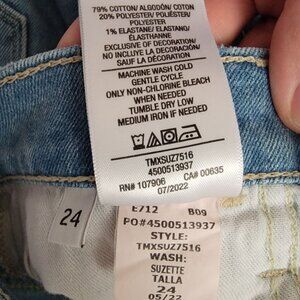 79% COTTON/ ALGODÓN/ COTON
20% POLYESTER/ POLIÉSTER/
POLYESTER
1% ELASTANE/ ELASTANO/
ÉLASTHANNE
EXCLUSIVE OF DECORATION/
NO INCLUYE LA DECORACIÓN/
SAUF LA DÉCORATION
MACHINE WASH COLD
GENTLE CYCLE
ONLY NON-CHLORINE BLEACH
WHEN NEEDED
TUMBLE DRY LOW
MEDIUM IRON IF NEEDED
TMXSUZ7516
4500513937
RN# 107906 CA# 00635
07/2022
24
E712 B09
PO#4500513937
STYLE:
TMXSUZ7516
WASH:
SUZETTE
TALLA
24
05/22